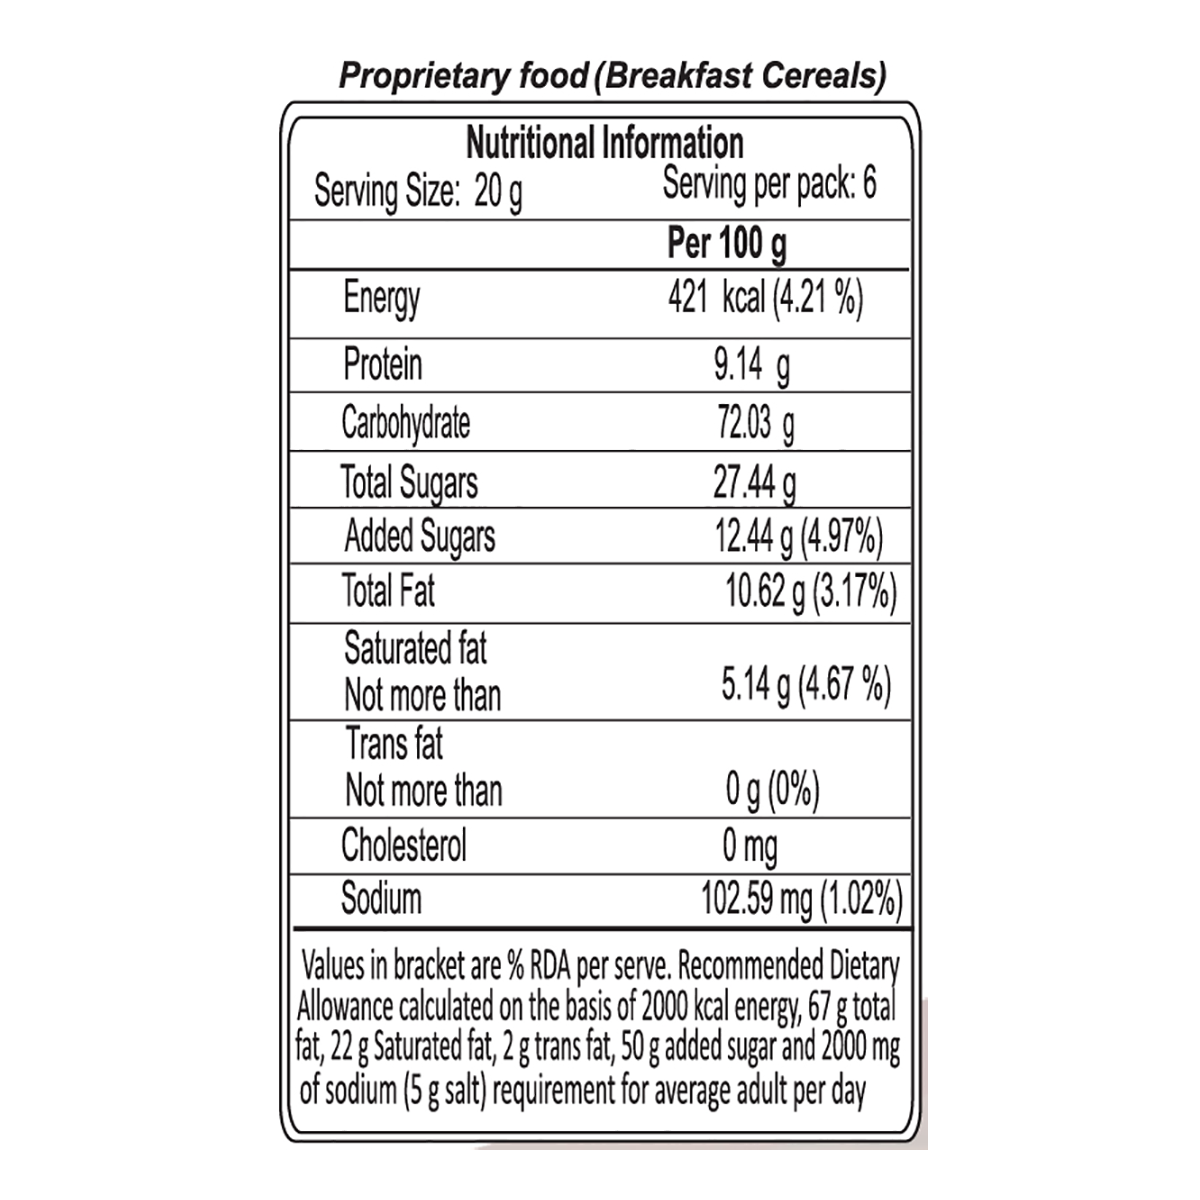 Proprietary food (Breakfast Cereals)
Nutritional Information
Serving Size: 20 g Serving per pack: 6
Per 100 g
Energy 421 kcal (4.21 %)
Protein 9.14 g
Carbohydrate 72.03 g
Total Sugars 27.44 g
Added Sugars 12.44 g (4.97%)
Total Fat 10.62 g (3.17%)
Saturated fat
Not more than 5.14 g (4.67 %)
Trans fat
Not more than 0 g (0%)
Cholesterol 0 mg
Sodium 102.59 mg (1.02%)
Values in bracket are % RDA per serve. Recommended Dietary
Allowance calculated on the basis of 2000 kcal energy, 67 g total
fat, 22 g Saturated fat, 2 g trans fat, 50 g added sugar and 2000 mg
of sodium (5 g salt) requirement for average adult per day